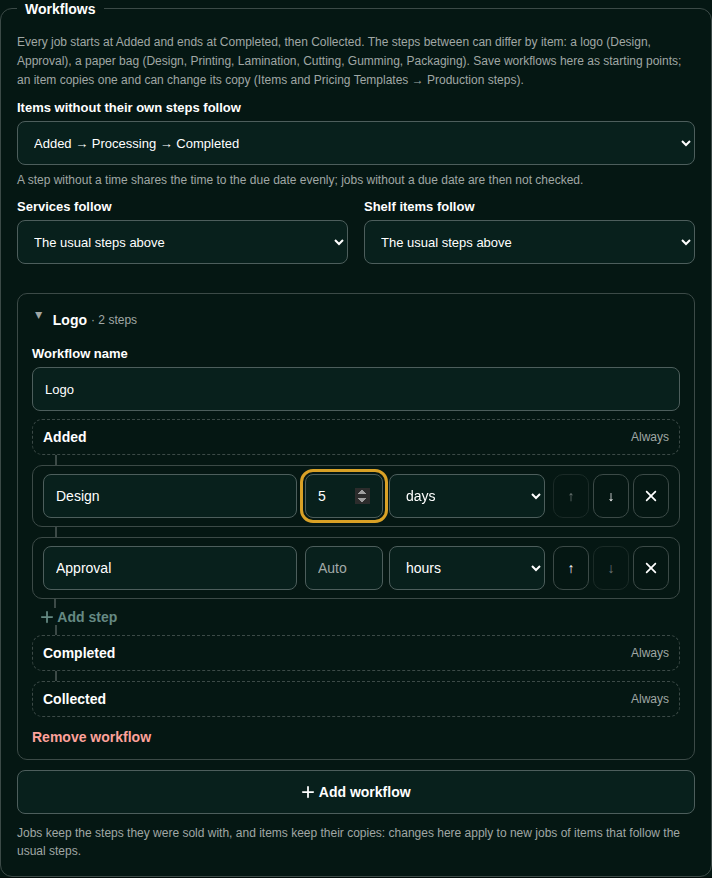 Workflows
Every job starts at Added and ends at Completed, then Collected. The steps between can differ by item: a logo (Design,
Approval), a paper bag (Design, Printing, Lamination, Cutting, Gumming, Packaging). Save workflows here as starting points;
an item copies one and can change its copy (Items and Pricing Templates → Production steps).
Items without their own steps follow
Added → Processing → Completed
A step without a time shares the time to the due date evenly; jobs without a due date are then not checked.
Services follow
The usual steps above
Shelf items follow
The usual steps above
▼ Logo · 2 steps
Workflow name
Logo
Added Always
Design 5 days ↑ ↓ ✕
Approval Auto hours ↑ ↓ ✕
+ Add step
Completed Always
Collected Always
Remove workflow
+ Add workflow
Jobs keep the steps they were sold with, and items keep their copies: changes here apply to new jobs of items that follow the
usual steps.